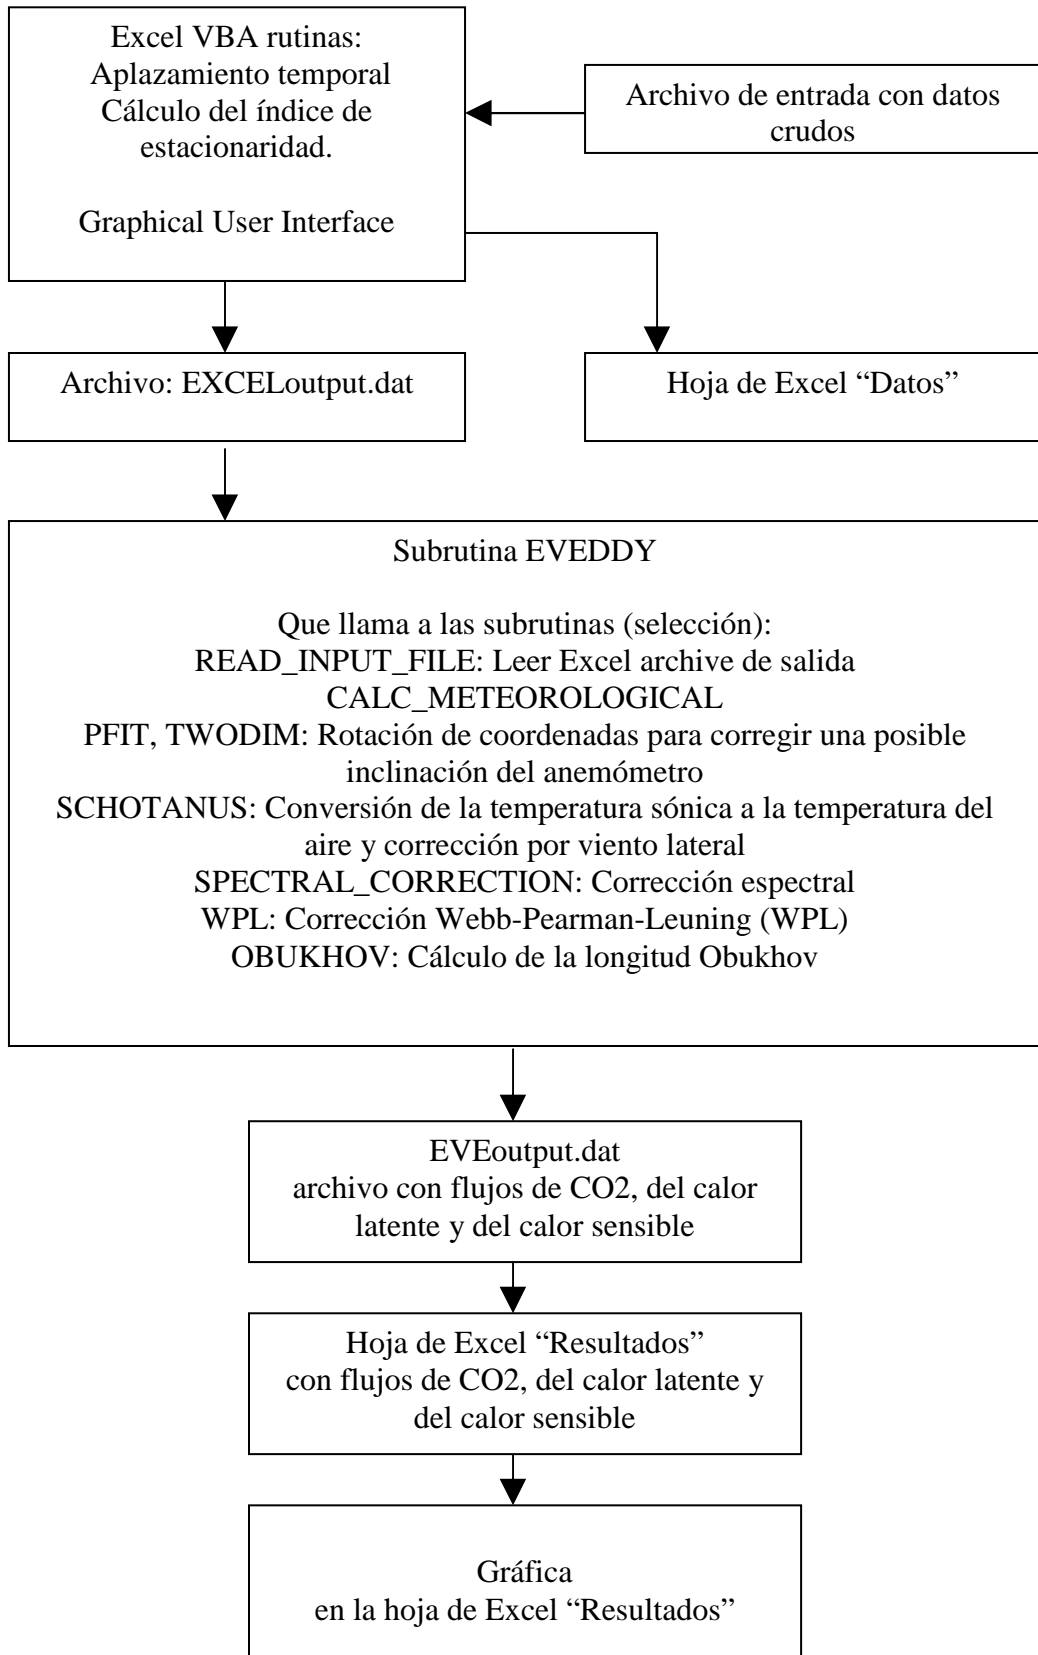 Excel VBA rutinas:
Aplazamiento temporal
Cálculo del índice de
estacionaridad.
Graphical User Interface
Archivo de entrada con datos
crudos
Archivo: EXCELoutput.dat
Hoja de Excel “Datos”
Subrutina EVEDDY
Que llama a las subrutinas (selección):
READ_INPUT_FILE: Leer Excel archive de salida
CALC_METEOROLOGICAL
PFIT, TWODIM: Rotación de coordenadas para corregir una posible
inclinación del anemómetro
SCHOTANUS: Conversión de la temperatura sónica a la temperatura del
aire y corrección por viento lateral
SPECTRAL_CORRECTION: Corrección espectral
WPL: Corrección Webb-Pearman-Leuning (WPL)
OBUKHOV: Cálculo de la longitud Obukhov
EVEoutput.dat
archivo con flujos de CO2, del calor
latente y del calor sensible
Hoja de Excel “Resultados”
con flujos de CO2, del calor latente y
del calor sensible
Gráfica
en la hoja de Excel “Resultados”